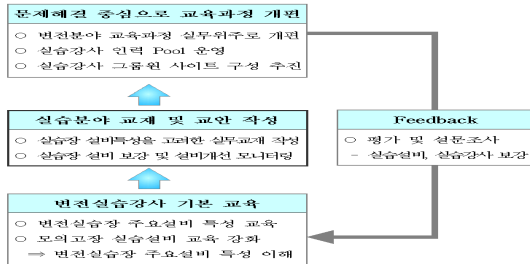 문제해결 중심으로 교육과정 개편
○ 변전분야 교육과정 실무위주로 개편
○ 실습강사 인력 Pool 운영
○ 실습강사 그룹원 사이트 구성 추진
실습분야 교재 및 교안 작성
○ 실습장 설비특성을 고려한 실무교재 작성
○ 실습장 설비 보강 및 설비개선 모니터링
Feedback
○ 평가 및 설문조사
- 실습설비, 실습강사 보강
변전실습강사 기본 교육
○ 변전실습장 주요설비 특성 교육
○ 모의고장 실습설비 교육 강화
⇒ 변전실습장 주요설비 특성 이해